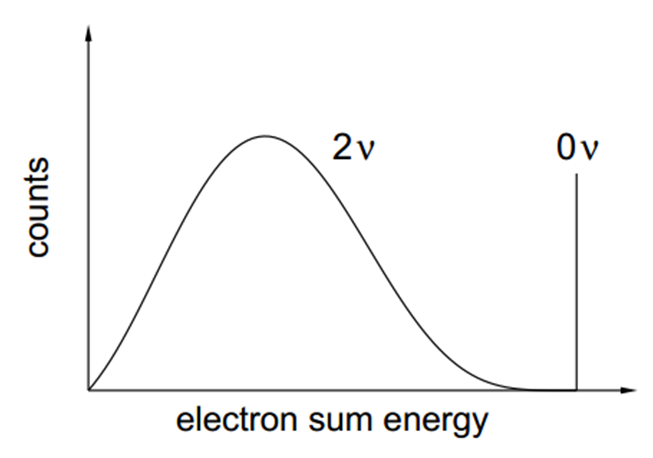 counts
2ν
0ν
electron sum energy